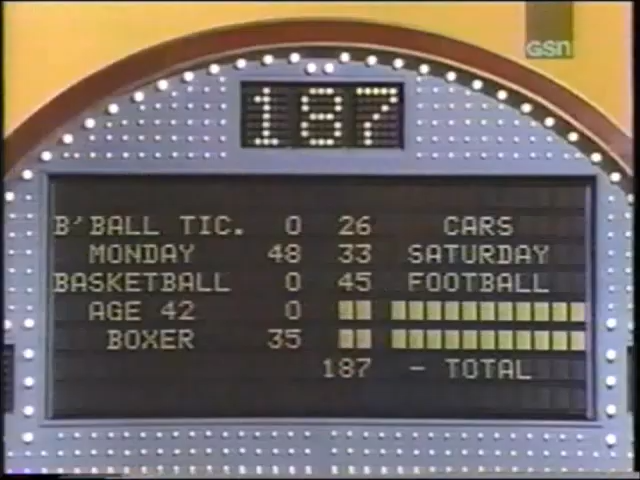 GSN
187
B'BALL TIC. 0 26 CARS
MONDAY 48 33 SATURDAY
BASKETBALL 0 45 FOOTBALL
AGE 42 0
BOXER 35
187 - TOTAL